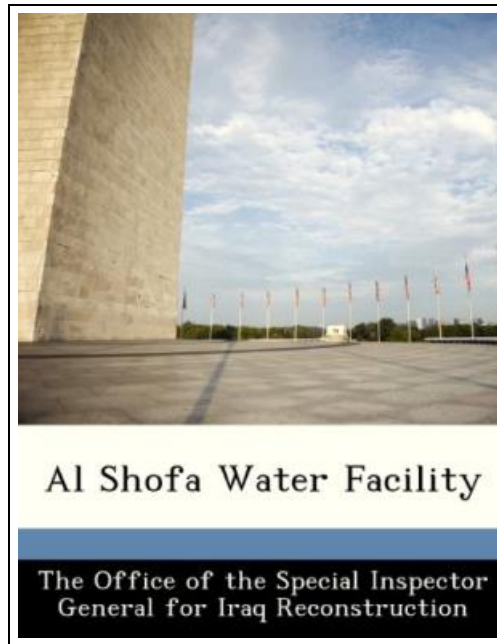 Al Shofa Water Facility
The Office of the Special Inspector
General for Iraq Reconstruction